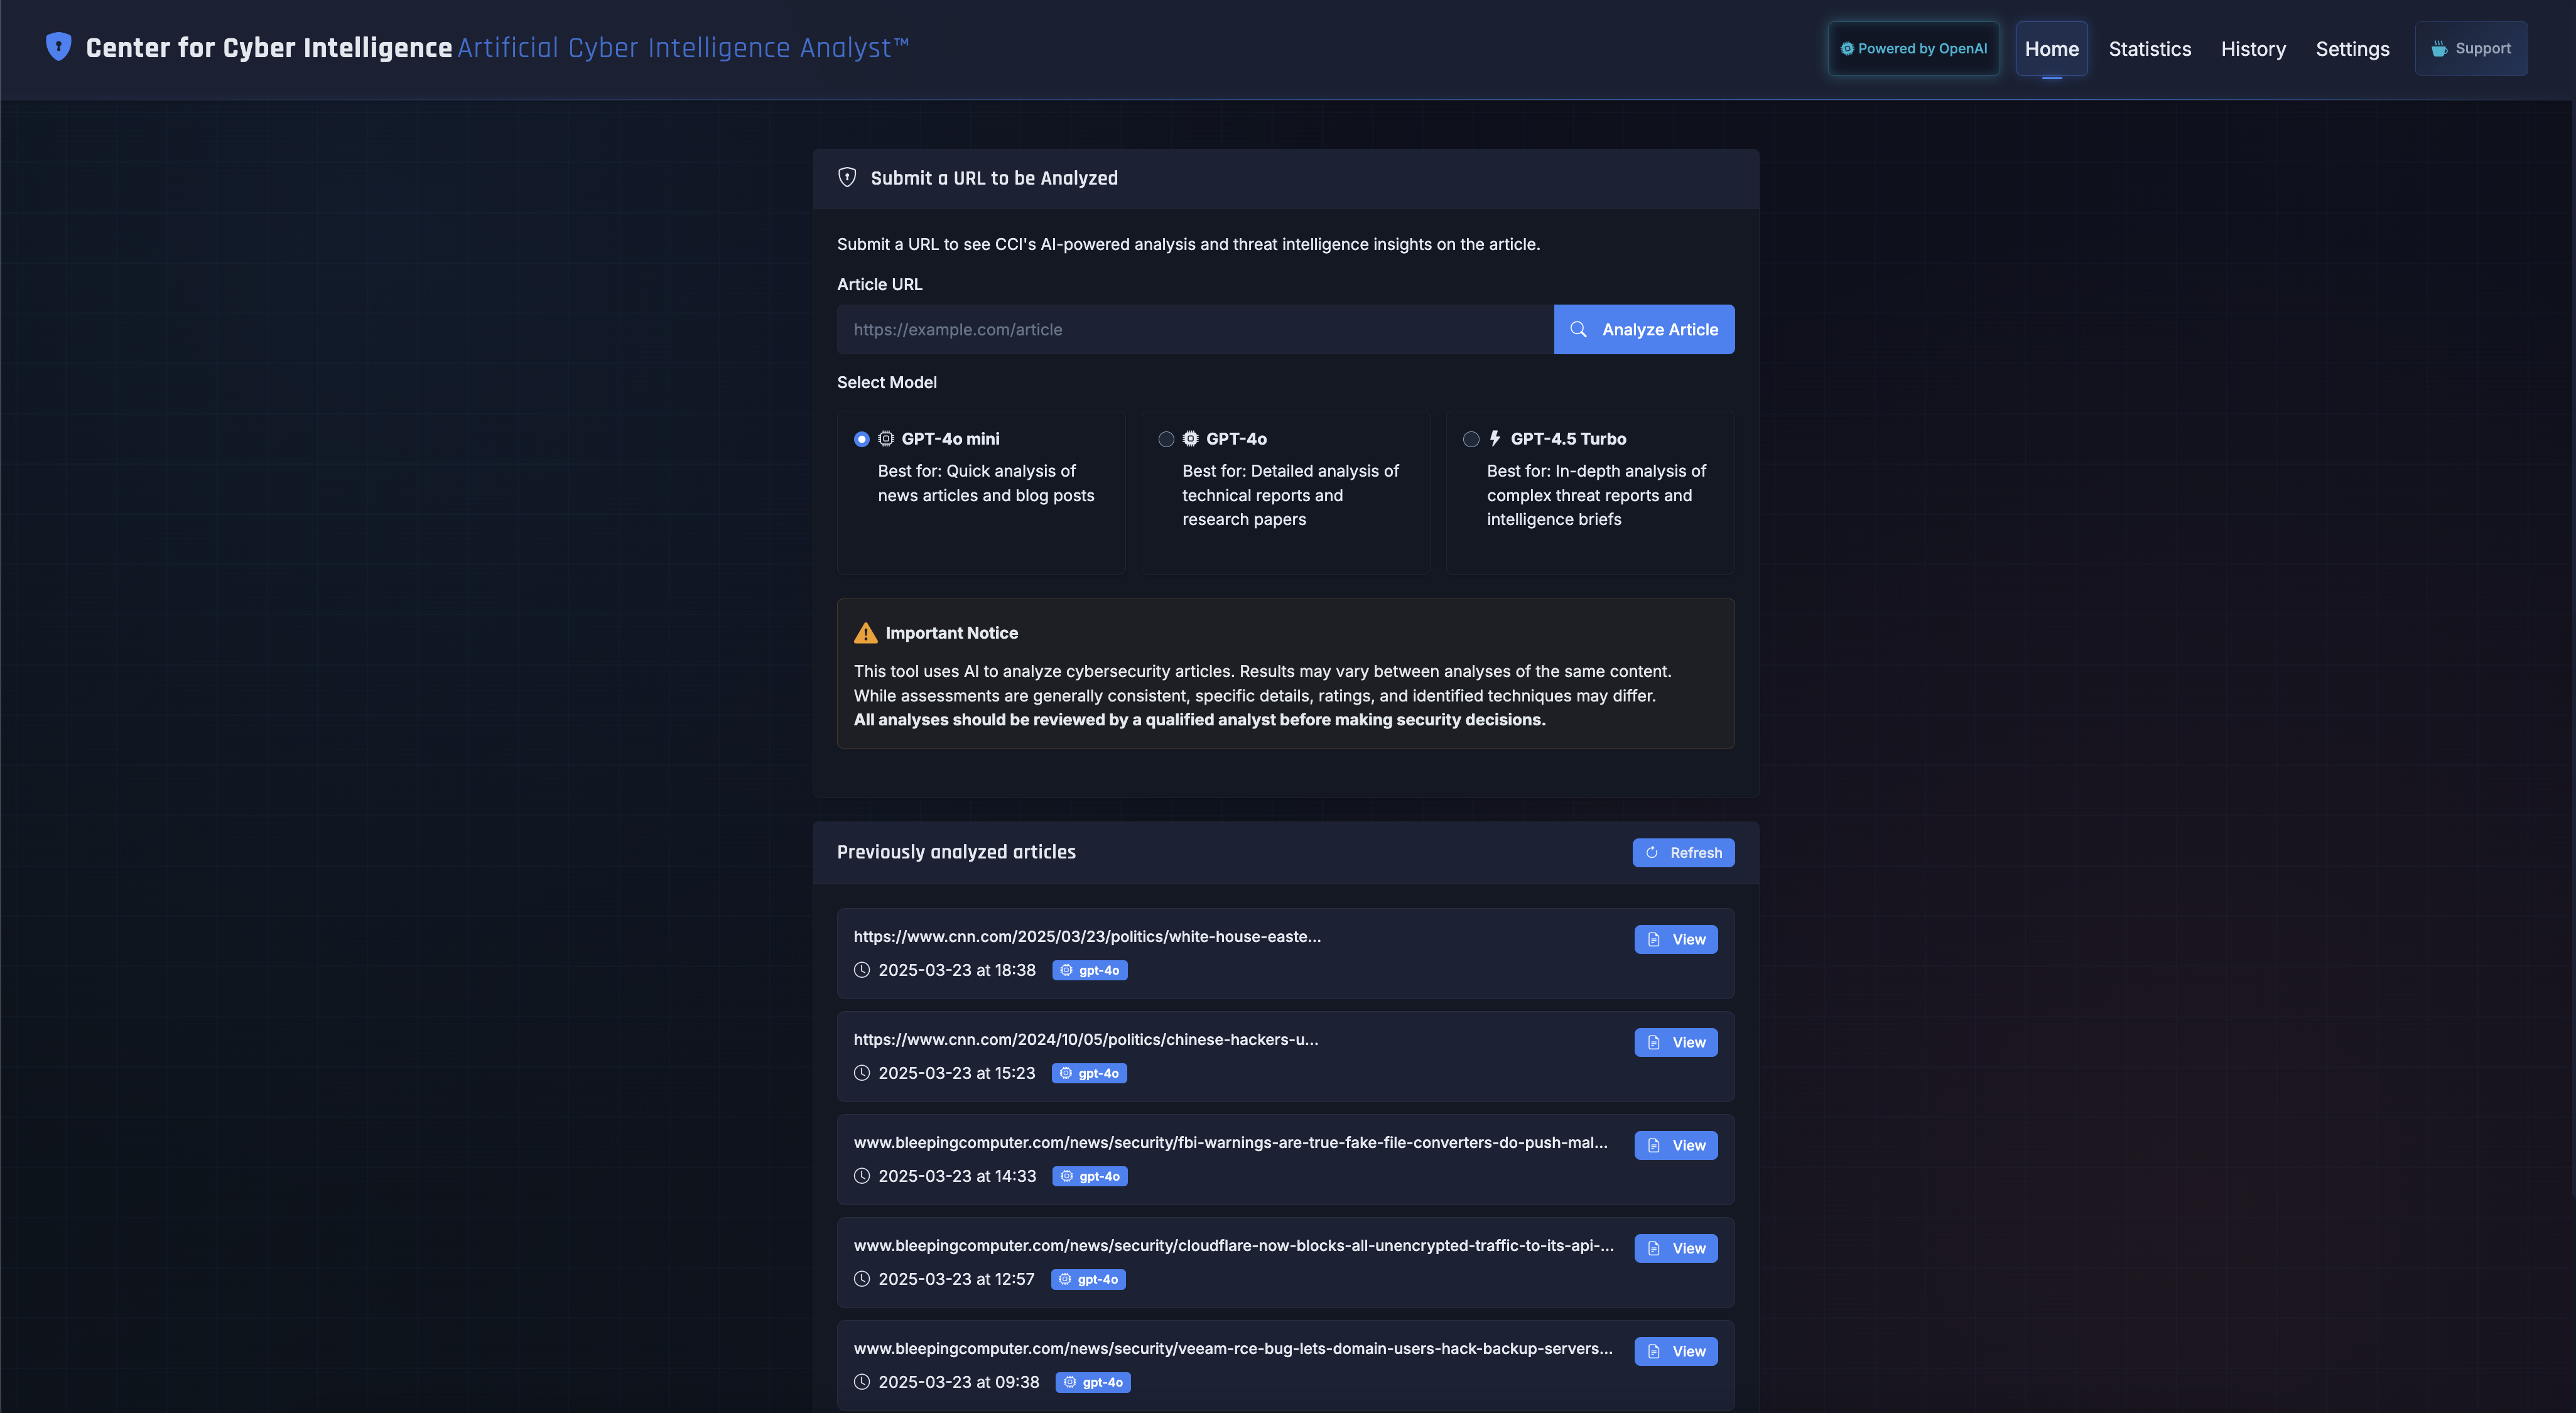 Center for Cyber Intelligence Artificial Cyber Intelligence Analyst™
Powered by OpenAI
Home
Statistics
History
Settings
Support
Submit a URL to be Analyzed
Submit a URL to see CCI's AI-powered analysis and threat intelligence insights on the article.
Article URL
https://example.com/article
Analyze Article
Select Model
GPT-4o mini
Best for: Quick analysis of
news articles and blog posts
GPT-4o
Best for: Detailed analysis of
technical reports and
research papers
GPT-4.5 Turbo
Best for: In-depth analysis of
complex threat reports and
intelligence briefs
Important Notice
This tool uses AI to analyze cybersecurity articles. Results may vary between analyses of the same content.
While assessments are generally consistent, specific details, ratings, and identified techniques may differ.
All analyses should be reviewed by a qualified analyst before making security decisions.
Previously analyzed articles
Refresh
https://www.cnn.com/2025/03/23/politics/white-house-easte...
View
2025-03-23 at 18:38 gpt-4o
https://www.cnn.com/2024/10/05/politics/chinese-hackers-u...
View
2025-03-23 at 15:23 gpt-4o
www.bleepingcomputer.com/news/security/fbi-warnings-are-true-fake-file-converters-do-push-mal...
View
2025-03-23 at 14:33 gpt-4o
www.bleepingcomputer.com/news/security/cloudflare-now-blocks-all-unencrypted-traffic-to-its-api-...
View
2025-03-23 at 12:57 gpt-4o
www.bleepingcomputer.com/news/security/veeam-rce-bug-lets-domain-users-hack-backup-servers...
View
2025-03-23 at 09:38 gpt-4o